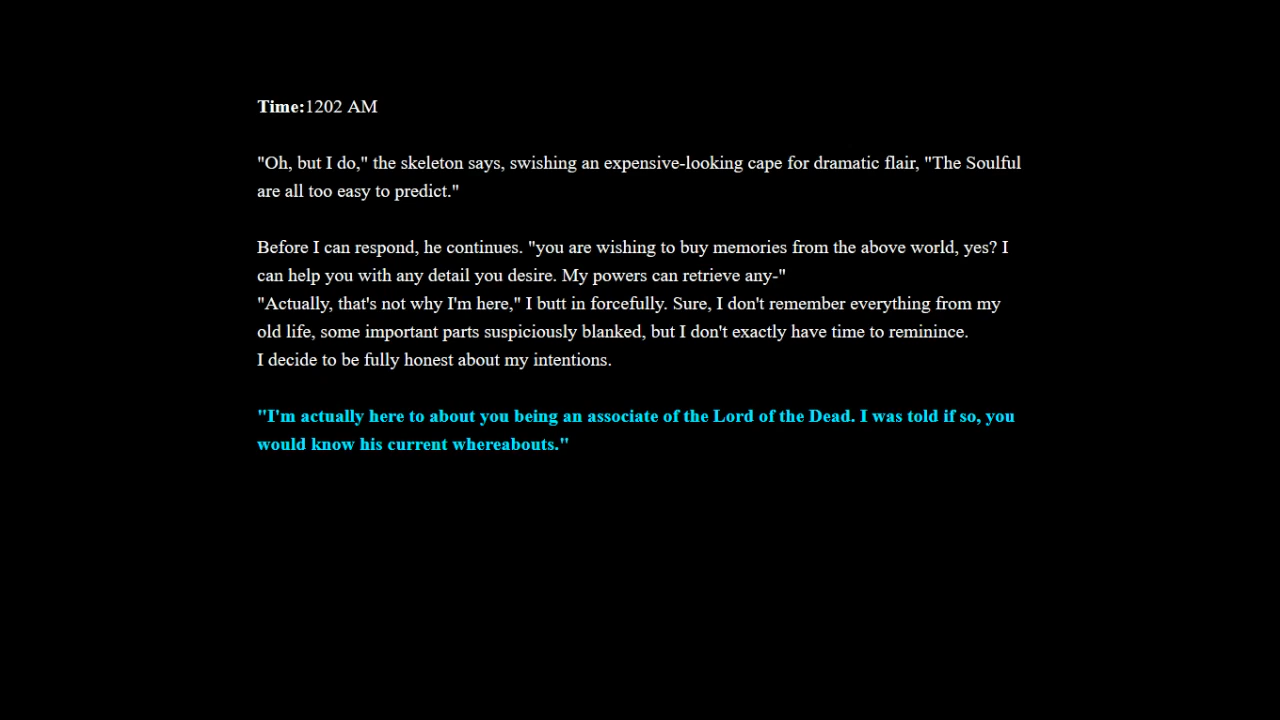 Time:1202 AM
"Oh, but I do," the skeleton says, swishing an expensive-looking cape for dramatic flair, "The Soulful
are all too easy to predict."
Before I can respond, he continues. "you are wishing to buy memories from the above world, yes? I
can help you with any detail you desire. My powers can retrieve any-"
"Actually, that's not why I'm here," I butt in forcefully. Sure, I don't remember everything from my
old life, some important parts suspiciously blanked, but I don't exactly have time to reminince.
I decide to be fully honest about my intentions.
"I'm actually here to about you being an associate of the Lord of the Dead. I was told if so, you
would know his current whereabouts."